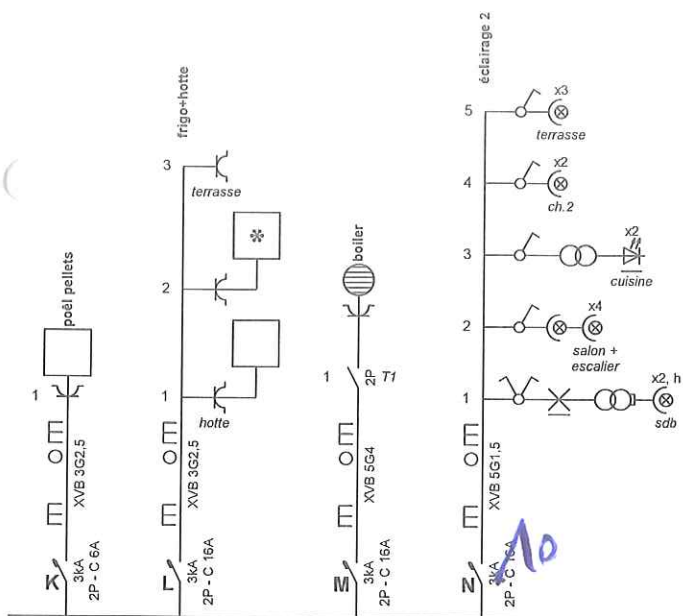 poêl pellets
1
XVB 3G2,5
K
3kA
2P - C 6A
frigo+hotte
3
terrasse
2
*
1
hotte
XVB 3G2,5
L
3kA
2P - C 16A
boiler
1
2P T1
XVB 5G4
M
3kA
2P - C 16A
éclairage 2
5
x3
terrasse
4
x2
ch.2
3
x2
cuisine
2
x4
salon +
escalier
1
x2, h
sdb
XVB 5G1,5
N
3kA
2P - C 16A
10